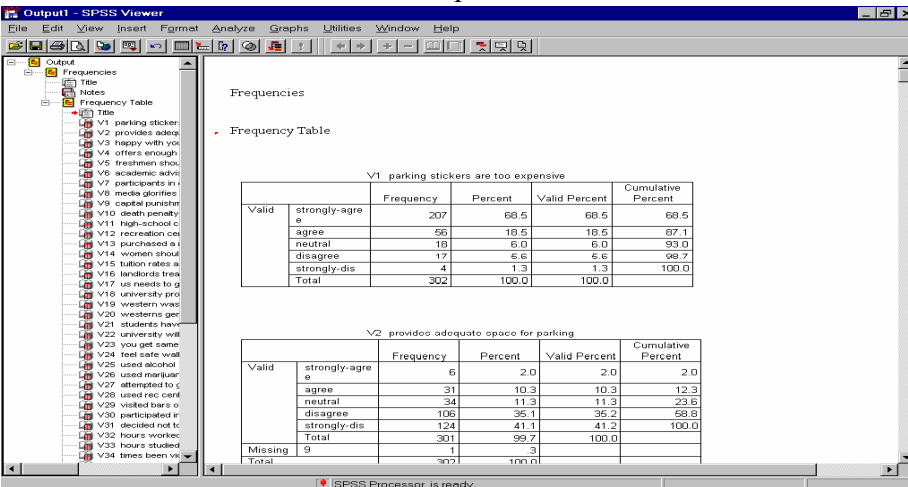 Output1 - SPSS Viewer
File Edit View Insert Format Analyze Graphs Utilities Window Help
Output
Frequencies
Title
Notes
Frequency Table
Title
V1 parking sticker
V2 provides adequ
V3 happy with you
V4 offers enough
V5 freshmen shou
V6 academic advis
V7 participants in
V8 media glorifies
V9 capital punishm
V10 death penalty
V11 high-school c
V12 recreation cen
V13 purchased a
V14 women shoul
V15 tuition rates a
V16 landlords trea
V17 us needs to g
V18 university pro
V19 western was
V20 westerns ger
V21 students have
V22 university will
V23 you get same
V24 feel safe walk
V25 used alcohol
V26 used marijuan
V27 attempted to
V28 used rec cent
V29 visited bars o
V30 participated in
V31 decided not to
V32 hours worked
V33 hours studied
V34 times been vic
Frequencies
Frequency Table
V1 parking stickers are too expensive
Frequency Percent Valid Percent Cumulative Percent
Valid strongly-agre
e 207 68.5 68.5 68.5
agree 56 18.5 18.5 87.1
neutral 18 6.0 6.0 93.0
disagree 17 5.6 5.6 98.7
strongly-dis 4 1.3 1.3 100.0
Total 302 100.0 100.0
V2 provides adequate space for parking
Frequency Percent Valid Percent Cumulative Percent
Valid strongly-agre
e 6 2.0 2.0 2.0
agree 31 10.3 10.3 12.3
neutral 34 11.3 11.3 23.6
disagree 106 35.1 35.2 58.8
strongly-dis 124 41.1 41.2 100.0
Total 301 99.7 100.0
Missing 9 1 .3
Total 302 100.0
SPSS Processor is ready